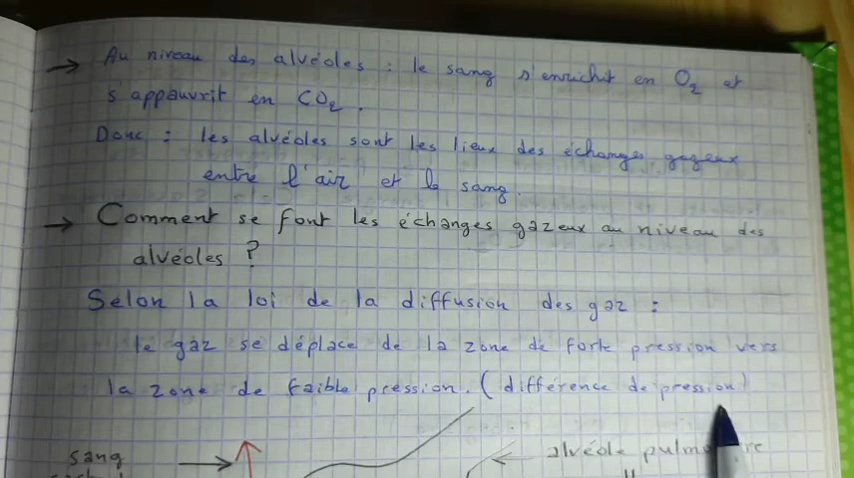 → Au niveau des alvéoles : le sang s'enrichit en O₂ et
s'appauvrit en CO₂.
Donc : les alvéoles sont les lieux des échanges gazeux
entre l'air et le sang.
→ Comment se font les échanges gazeux au niveau des
alvéoles ?
Selon la loi de la diffusion des gaz :
le gaz se déplace de la zone de forte pression vers
la zone de faible pression. (différence de pression)
sang
alvéole